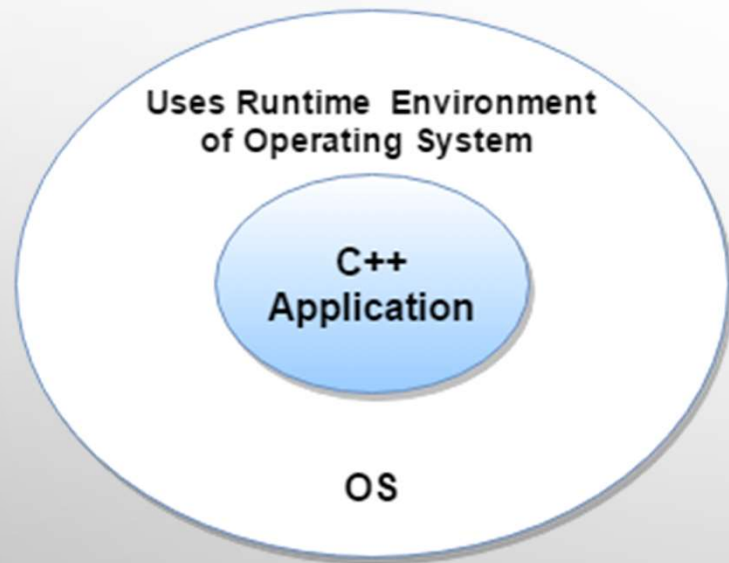 Uses Runtime Environment
of Operating System
C++
Application
OS